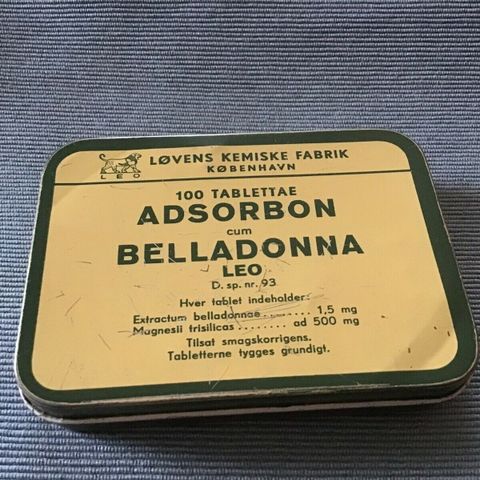 LEO
LØVENS KEMISKE FABRIK
KØBENHAVN
100 TABLETTAE
ADSORBON
cum
BELLADONNA
LEO
D. sp. nr. 93
Hver tablet indeholder:
Extractum belladonnae .......... 1,5 mg
Magnesii trisilicas ........ ad 500 mg
Tilsat smagskorrigens.
Tabletterne tygges grundigt.